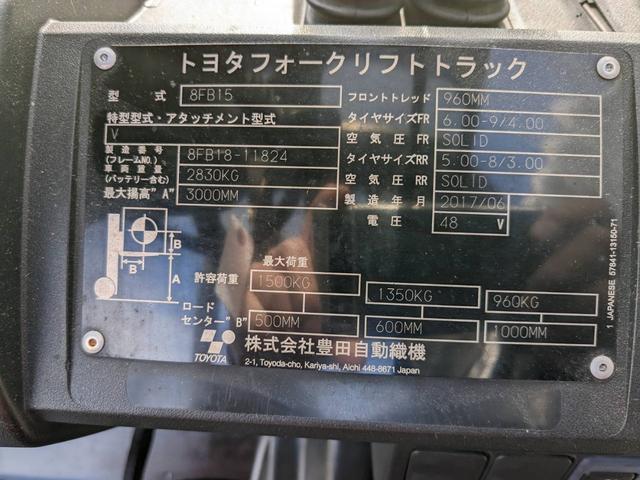 トヨタフォークリフトトラック
型式 8FB15
特型型式・アタッチメント型式
V
製造番号(フレームNO.) 8FB18-11824
車両重量(バッテリー含む) 2830KG
最大揚高"A" 3000MM
フロントトレッド 960MM
タイヤサイズFR 6.00-9/4.00
空気圧FR SOLID
タイヤサイズRR 5.00-8/3.00
空気圧RR SOLID
製造年月 2017/06
電圧 48 V
B
B
A
最大荷重
許容荷重 1500KG 1350KG 960KG
ロードセンター"B" 500MM 600MM 1000MM
TOYOTA
株式会社豊田自動織機
2-1, Toyoda-cho, Kariya-shi, Aichi 448-8671 Japan
1 JAPANESE 57841-13150-71